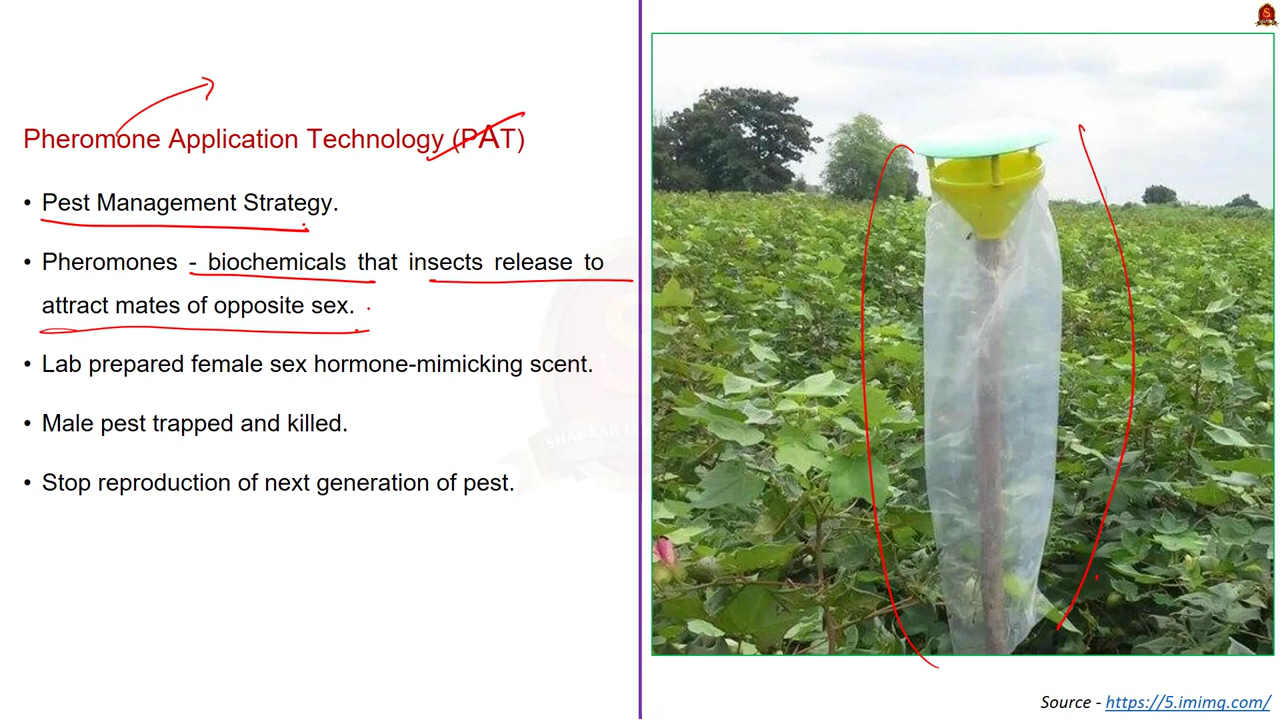 Pheromone Application Technology (PAT)
• Pest Management Strategy.
• Pheromones - biochemicals that insects release to
attract mates of opposite sex.
• Lab prepared female sex hormone-mimicking scent.
• Male pest trapped and killed.
• Stop reproduction of next generation of pest.
Source - https://5.imimg.com/